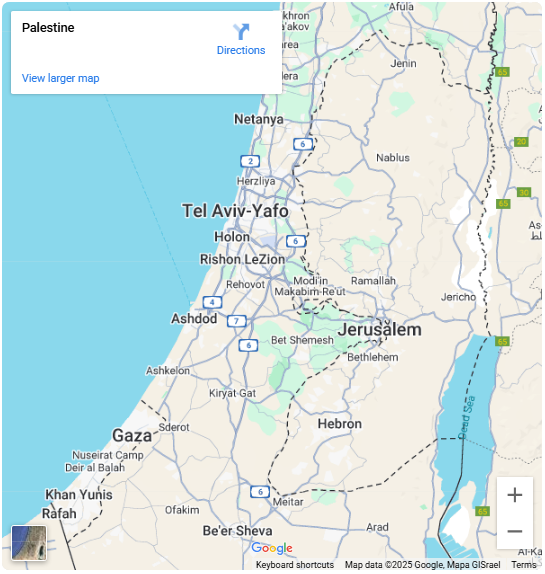 Palestine
Directions
View larger map
Afula
Jenin
65
Netanya
6
20
2
Nablus
Herzliya
30
65
Tel Aviv-Yafo
Holon
6
Rishon LeZion
Rehovot
Modi'in
Makabim-Re'ut
Ramallah
Jericho
4
Ashdod
7
Jerusalem
6
Bet Shemesh
65
Bethlehem
Ashkelon
Kiryat Gat
Dead Sea
Gaza
Sderot
Hebron
Nuseirat Camp
Deir al Balah
Khan Yunis
6
Meitar
Rafah
Ofakim
65
Be'er Sheva
Arad
Google
Keyboard shortcuts
Map data ©2025 Google, Mapa GISrael
Terms